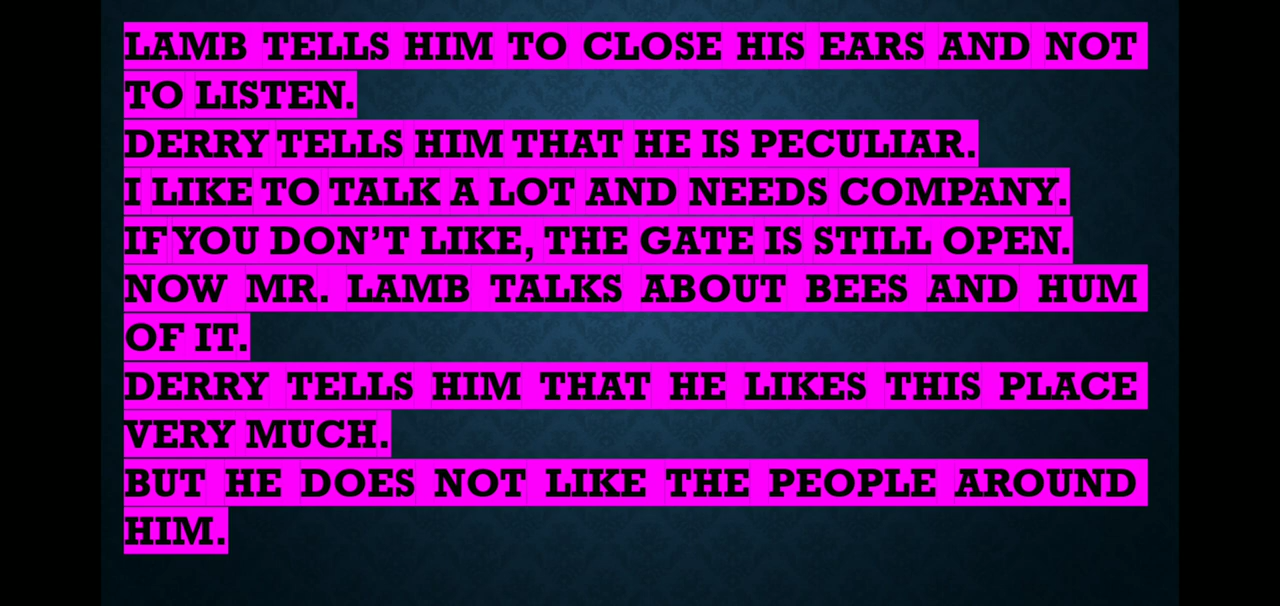 LAMB TELLS HIM TO CLOSE HIS EARS AND NOT
TO LISTEN.
DERRY TELLS HIM THAT HE IS PECULIAR.
I LIKE TO TALK A LOT AND NEEDS COMPANY.
IF YOU DON’T LIKE, THE GATE IS STILL OPEN.
NOW MR. LAMB TALKS ABOUT BEES AND HUM
OF IT.
DERRY TELLS HIM THAT HE LIKES THIS PLACE
VERY MUCH.
BUT HE DOES NOT LIKE THE PEOPLE AROUND
HIM.